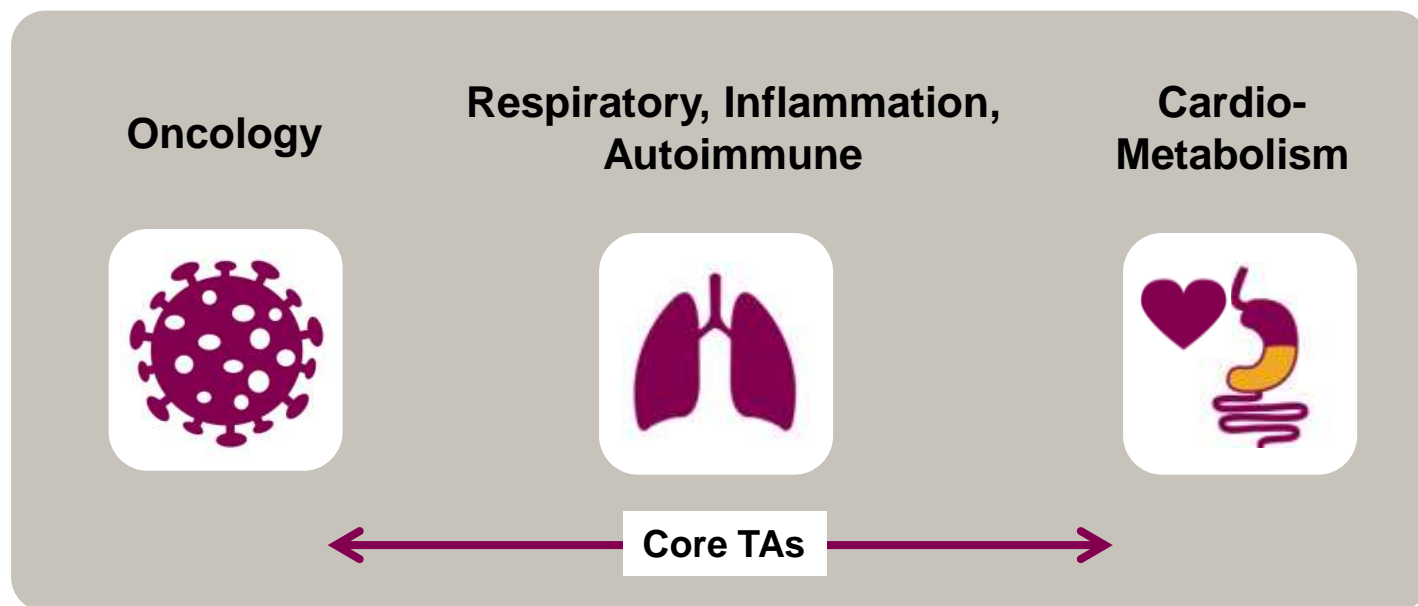 Oncology
Respiratory, Inflammation,
Autoimmune
Cardio-
Metabolism
Core TAs